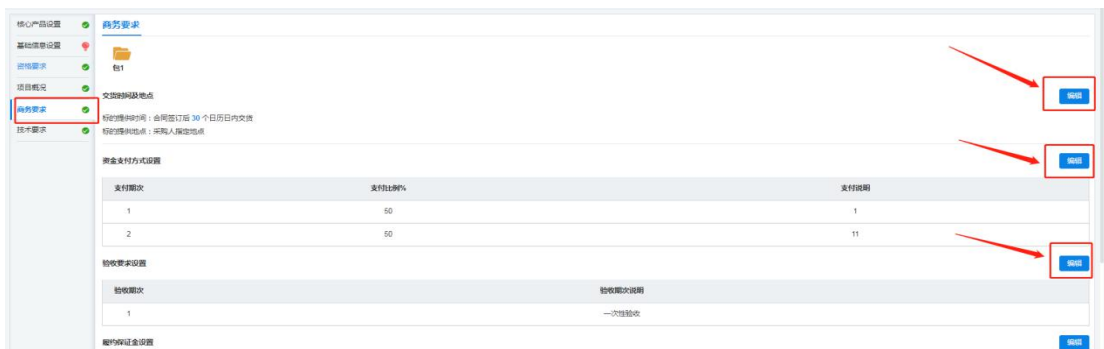 核心产品设置
基础信息设置
资格要求
项目概况
商务要求
技术要求
商务要求
包1
交货时间及地点
编辑
标的提供时间：合同签订后 30 个日历日内交货
标的提供地点：采购人指定地点
资金支付方式设置
编辑
支付期次 支付比例% 支付说明
1 50 1
2 50 11
验收要求设置
编辑
验收期次 验收期次说明
1 一次性验收
履约保证金设置
编辑